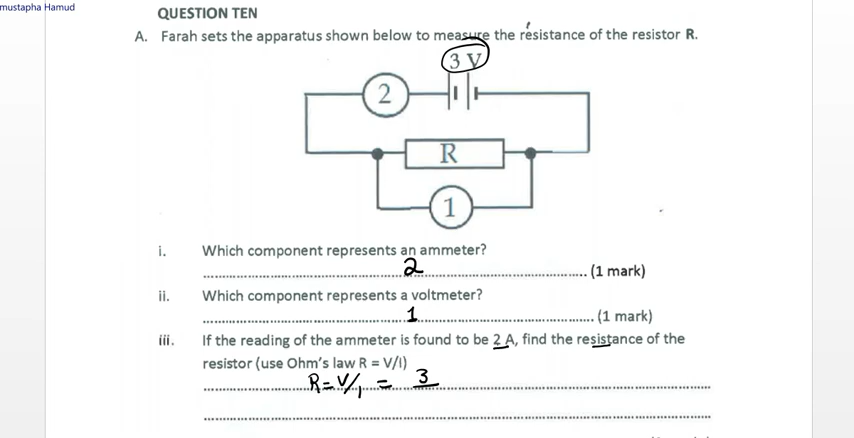 mustapha Hamud
QUESTION TEN
A. Farah sets the apparatus shown below to measure the resistance of the resistor R.
3 V
2
R
1
i. Which component represents an ammeter?
2 (1 mark)
ii. Which component represents a voltmeter?
1 (1 mark)
iii. If the reading of the ammeter is found to be 2 A, find the resistance of the
resistor (use Ohm's law R = V/I)
R = V/I = 3